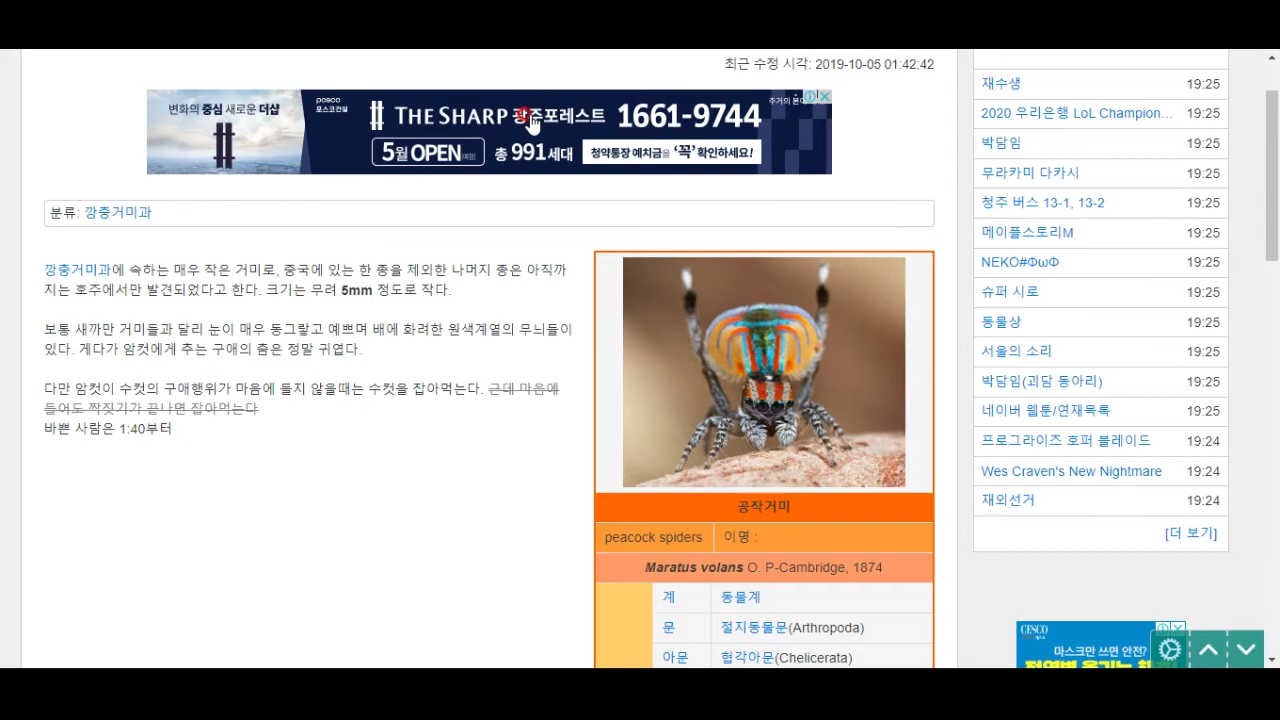 최근 수정 시각: 2019-10-05 01:42:42
변화의 중심 새로운 더샵
posco
포스코건설
THE SHARP 광주포레스트 1661-9744
5월 OPEN(예정) 총 991세대 청약통장 예치금을 '꼭' 확인하세요!
분류: 깡충거미과
깡충거미과에 속하는 매우 작은 거미로, 중국에 있는 한 종을 제외한 나머지 종은 아직까
지는 호주에서만 발견되었다고 한다. 크기는 무려 5mm 정도로 작다.
보통 새까만 거미들과 달리 눈이 매우 동그랗고 예쁘며 배에 화려한 원색계열의 무늬들이
있다. 게다가 암컷에게 추는 구애의 춤은 정말 귀엽다.
다만 암컷이 수컷의 구애행위가 마음에 들지 않을때는 수컷을 잡아먹는다. 근데 마음에
들어도 짝짓기가 끝나면 잡아먹는다
바쁜 사람은 1:40부터
공작거미
peacock spiders 이명 :
Maratus volans O. P-Cambridge, 1874
계 동물계
문 절지동물문(Arthropoda)
아문 협각아문(Chelicerata)
재수생 19:25
2020 우리은행 LoL Champion... 19:25
박담임 19:25
무라카미 다카시 19:25
청주 버스 13-1, 13-2 19:25
메이플스토리M 19:25
NEKO#ΦωΦ 19:25
슈퍼 시로 19:25
동물상 19:25
서울의 소리 19:25
박담임(괴담 동아리) 19:25
네이버 웹툰/연재목록 19:25
프로그라이즈 호퍼 블레이드 19:24
Wes Craven's New Nightmare 19:24
재외선거 19:24
[더 보기]
CESCO
마스크만 쓰면 안전?